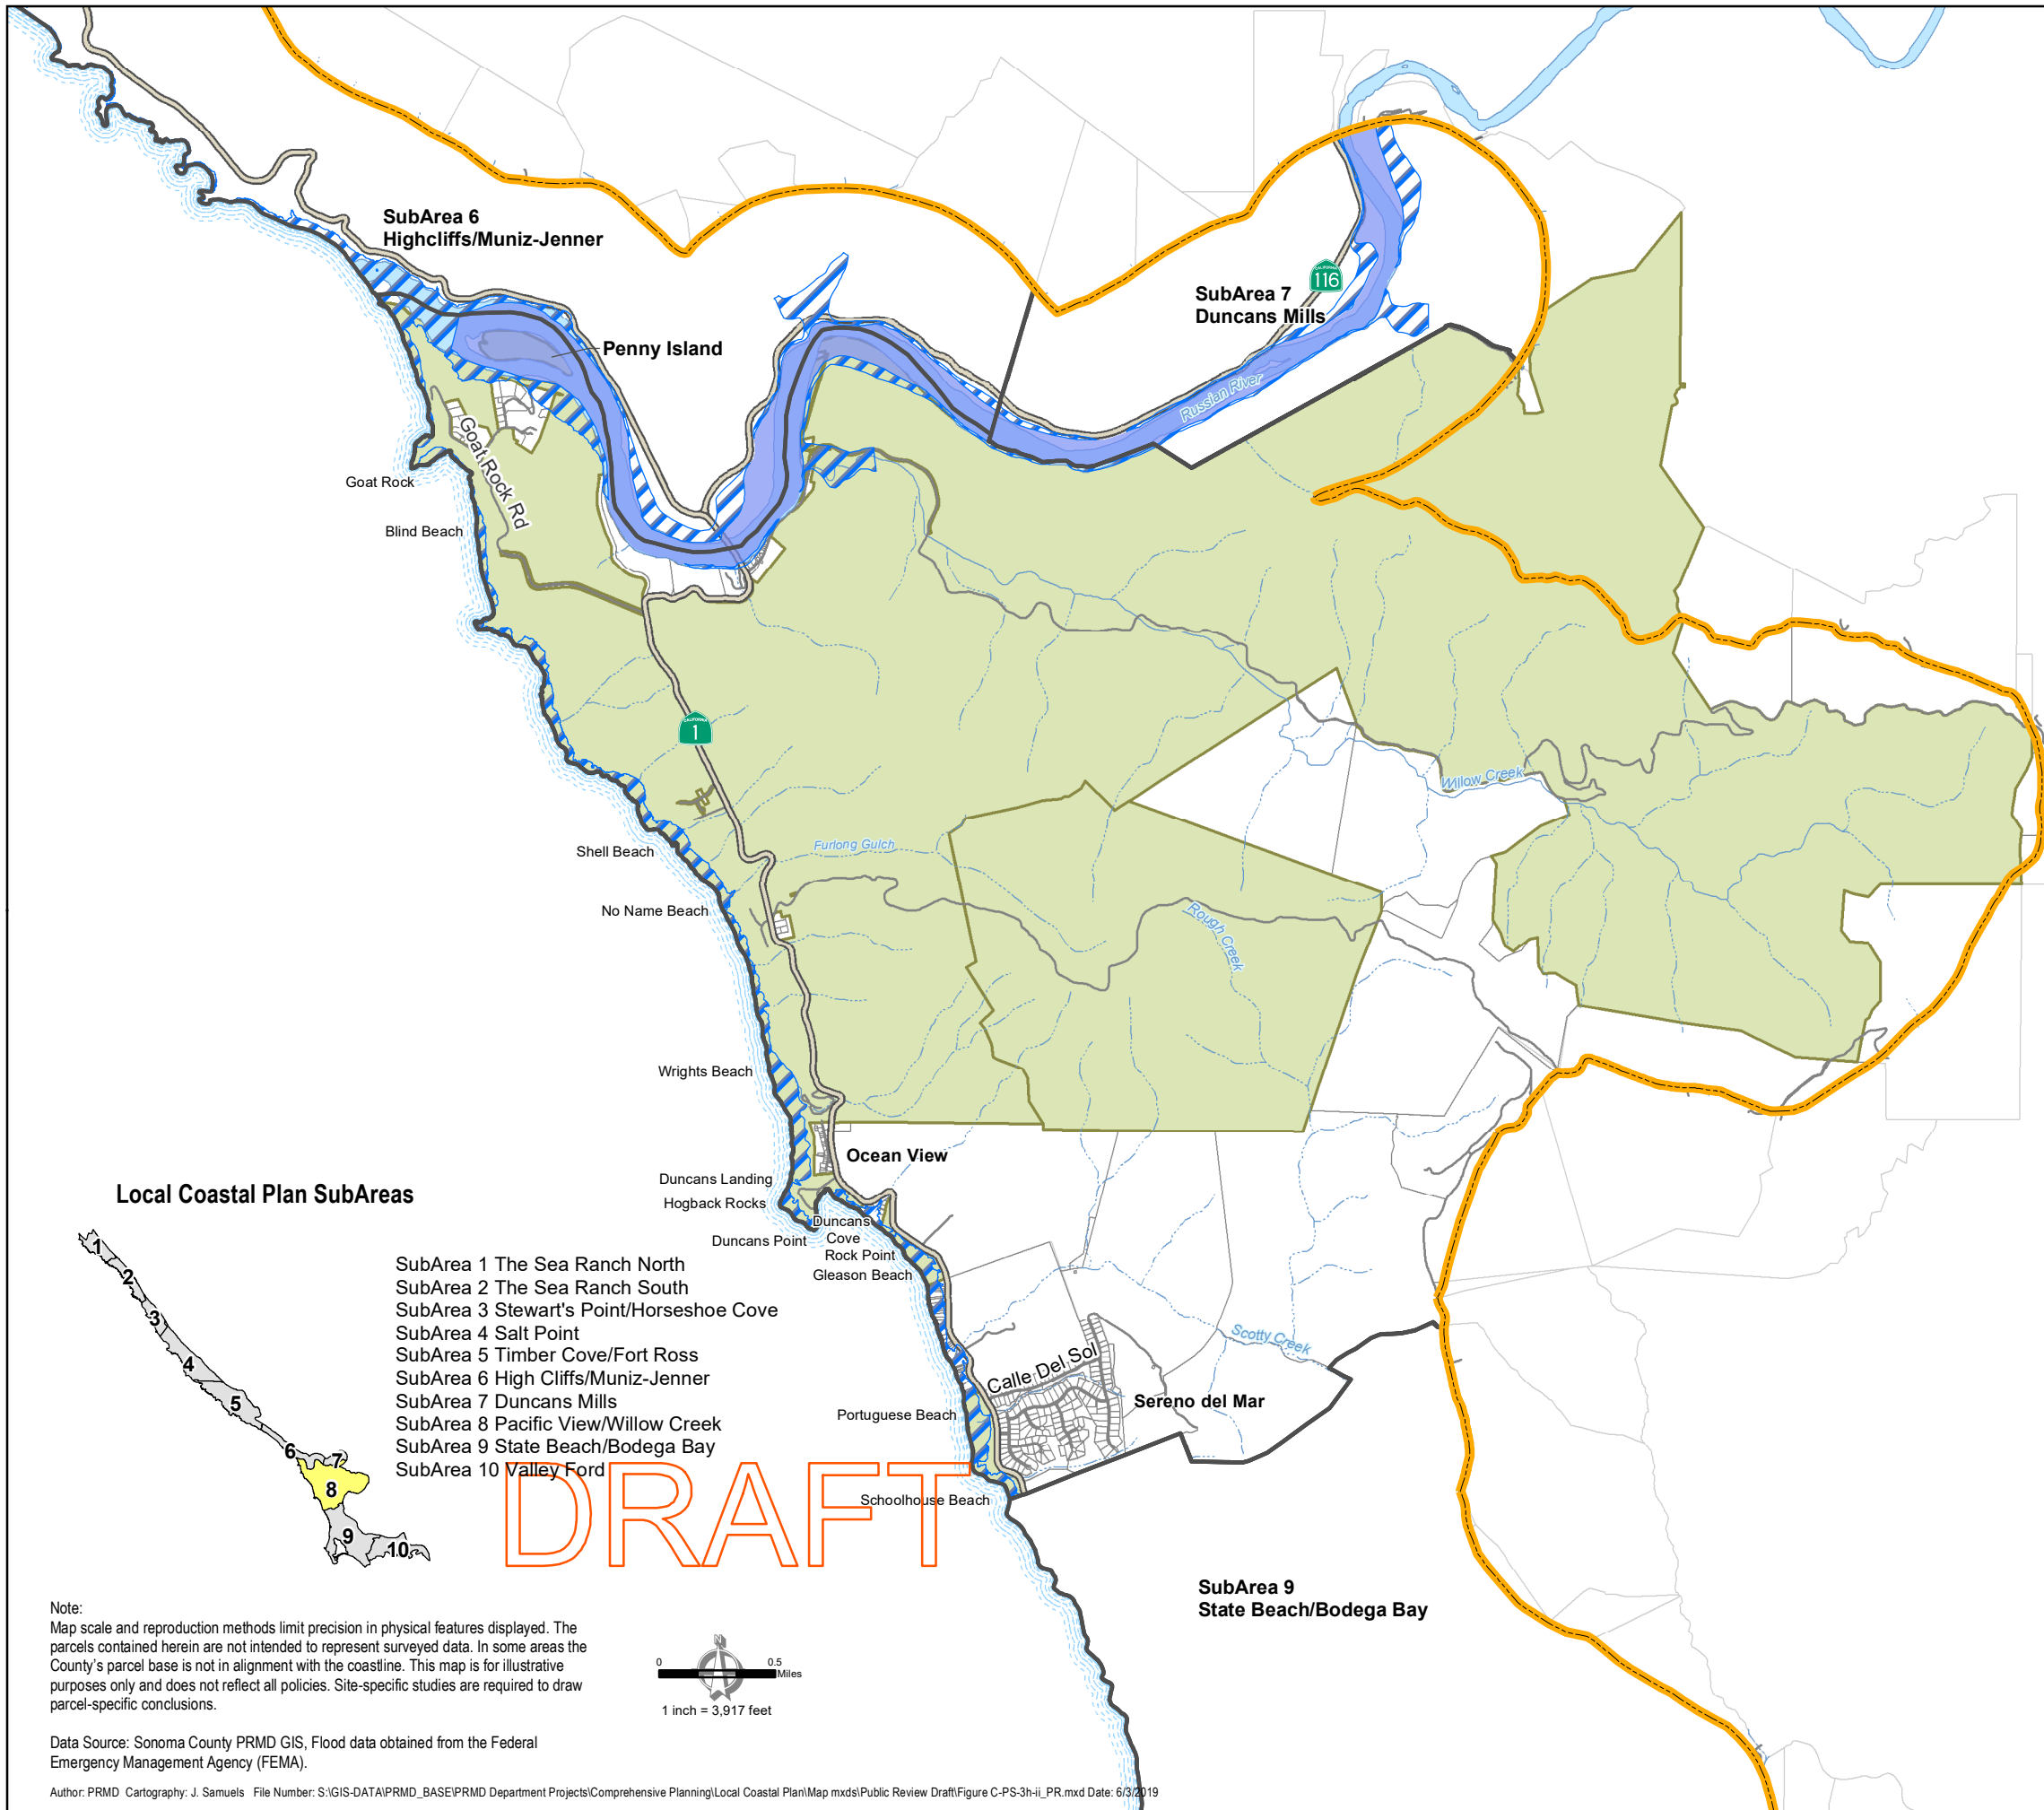 SubArea 6
Highcliffs/Muniz-Jenner
SubArea 7
Duncans Mills
CALIFORNIA
116
Penny Island
Russian River
Goat Rock Rd
Goat Rock
Blind Beach
CALIFORNIA
1
Willow Creek
Furlong Gulch
Shell Beach
No Name Beach
Rough Creek
Wrights Beach
Ocean View
Duncans Landing
Hogback Rocks
Duncans Point
Duncans
Cove
Rock Point
Gleason Beach
Scotty Creek
Calle Del Sol
Sereno del Mar
Portuguese Beach
Schoolhouse Beach
SubArea 9
State Beach/Bodega Bay
Local Coastal Plan SubAreas
1
2
3
4
5
6
7
8
9
10
SubArea 1 The Sea Ranch North
SubArea 2 The Sea Ranch South
SubArea 3 Stewart's Point/Horseshoe Cove
SubArea 4 Salt Point
SubArea 5 Timber Cove/Fort Ross
SubArea 6 High Cliffs/Muniz-Jenner
SubArea 7 Duncans Mills
SubArea 8 Pacific View/Willow Creek
SubArea 9 State Beach/Bodega Bay
SubArea 10 Valley Ford
DRAFT
Note:
Map scale and reproduction methods limit precision in physical features displayed. The
parcels contained herein are not intended to represent surveyed data. In some areas the
County's parcel base is not in alignment with the coastline. This map is for illustrative
purposes only and does not reflect all policies. Site-specific studies are required to draw
parcel-specific conclusions.
N
0 0.5
Miles
1 inch = 3,917 feet
Data Source: Sonoma County PRMD GIS, Flood data obtained from the Federal
Emergency Management Agency (FEMA).
Author: PRMD Cartography: J. Samuels File Number: S:\GIS-DATA\PRMD_BASE\PRMD Department Projects\Comprehensive Planning\Local Coastal Plan\Map mxds\Public Review Draft\Figure C-PS-3h-ii_PR.mxd Date: 6/3/2019